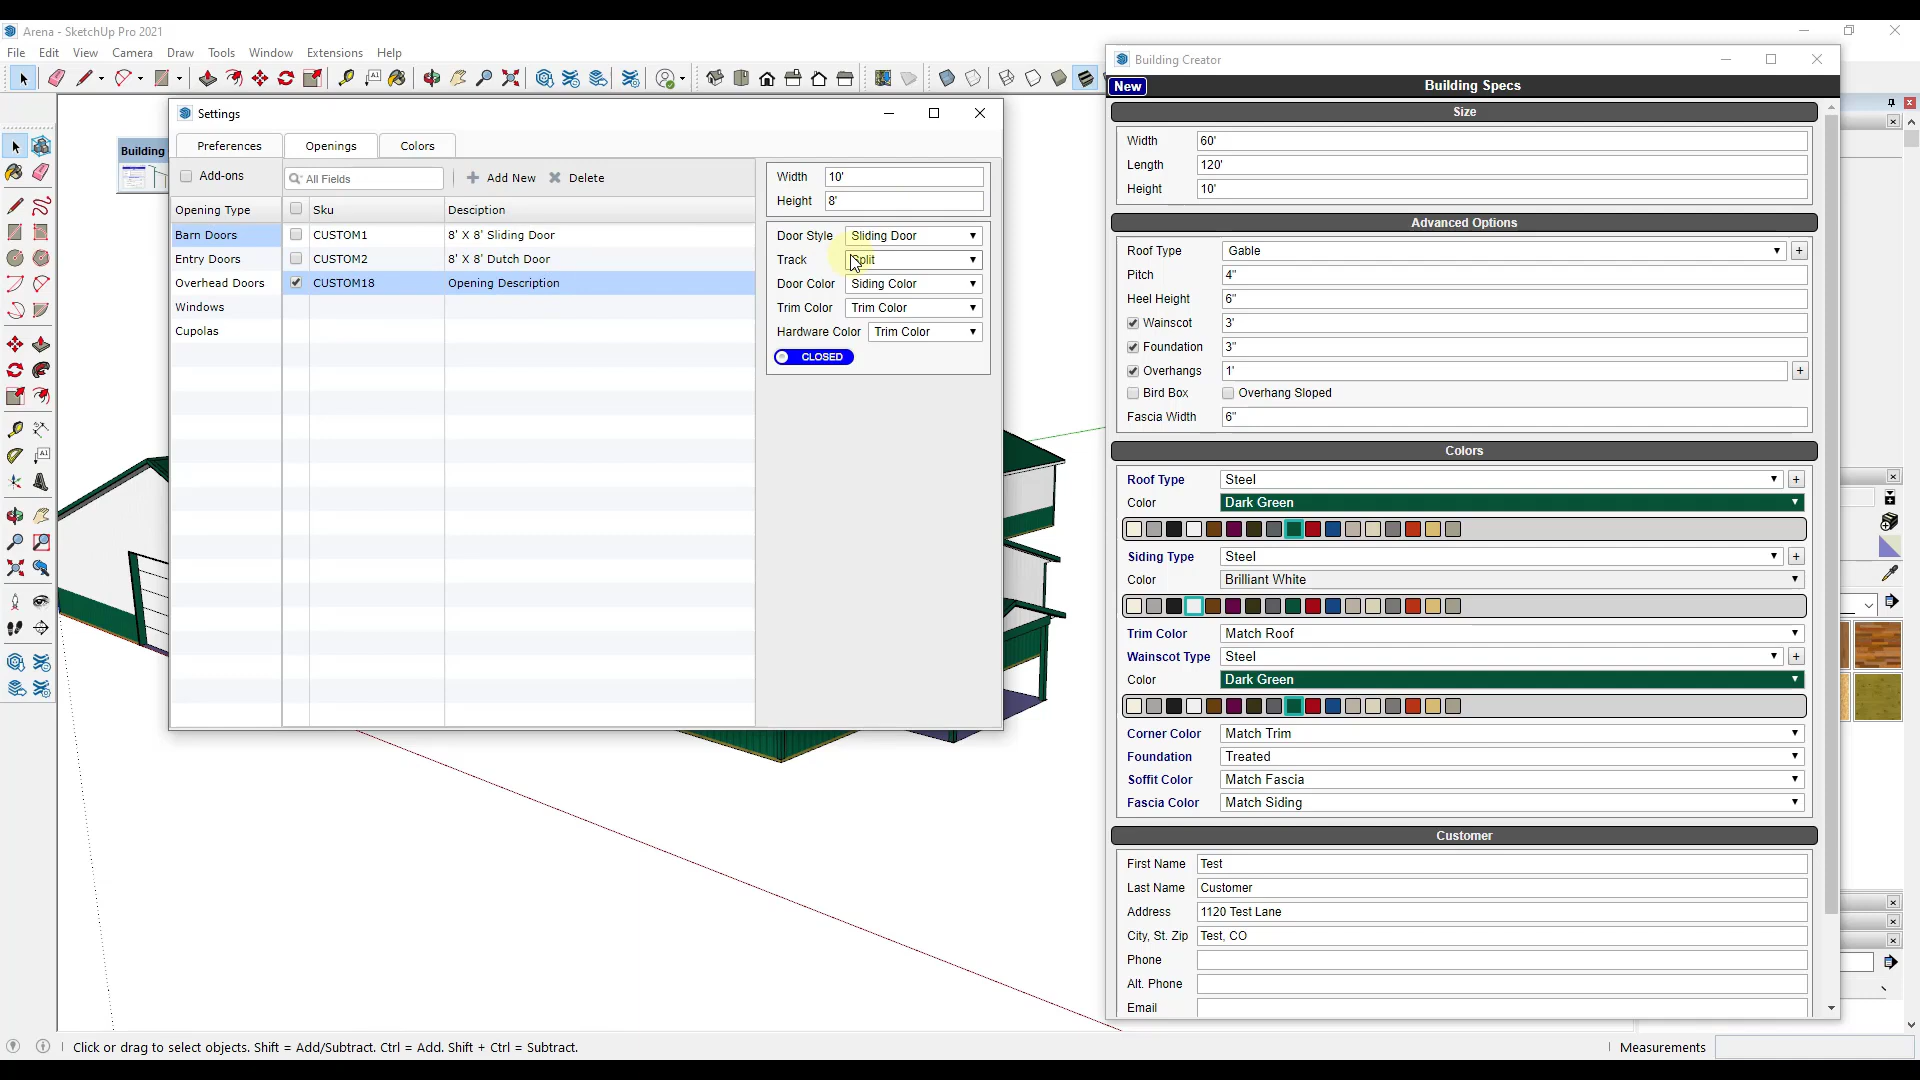 Arena - SketchUp Pro 2021
File Edit View Camera Draw Tools Window Extensions Help
Building
Settings
Preferences Openings Colors
Add-ons All Fields Add New Delete
Opening Type Sku Desciption
Barn Doors CUSTOM1 8' X 8' Sliding Door
Entry Doors CUSTOM2 8' X 8' Dutch Door
Overhead Doors CUSTOM18 Opening Description
Windows
Cupolas
Width 10'
Height 8'
Door Style Sliding Door
Track Split
Door Color Siding Color
Trim Color Trim Color
Hardware Color Trim Color
CLOSED
Building Creator
New Building Specs
Size
Width 60'
Length 120'
Height 10'
Advanced Options
Roof Type Gable +
Pitch 4"
Heel Height 6"
Wainscot 3'
Foundation 3"
Overhangs 1' +
Bird Box Overhang Sloped
Fascia Width 6"
Colors
Roof Type Steel +
Color Dark Green
Siding Type Steel +
Color Brilliant White
Trim Color Match Roof
Wainscot Type Steel +
Color Dark Green
Corner Color Match Trim
Foundation Treated
Soffit Color Match Fascia
Fascia Color Match Siding
Customer
First Name Test
Last Name Customer
Address 1120 Test Lane
City, St. Zip Test, CO
Phone
Alt. Phone
Email
Click or drag to select objects. Shift = Add/Subtract. Ctrl = Add. Shift + Ctrl = Subtract.
Measurements